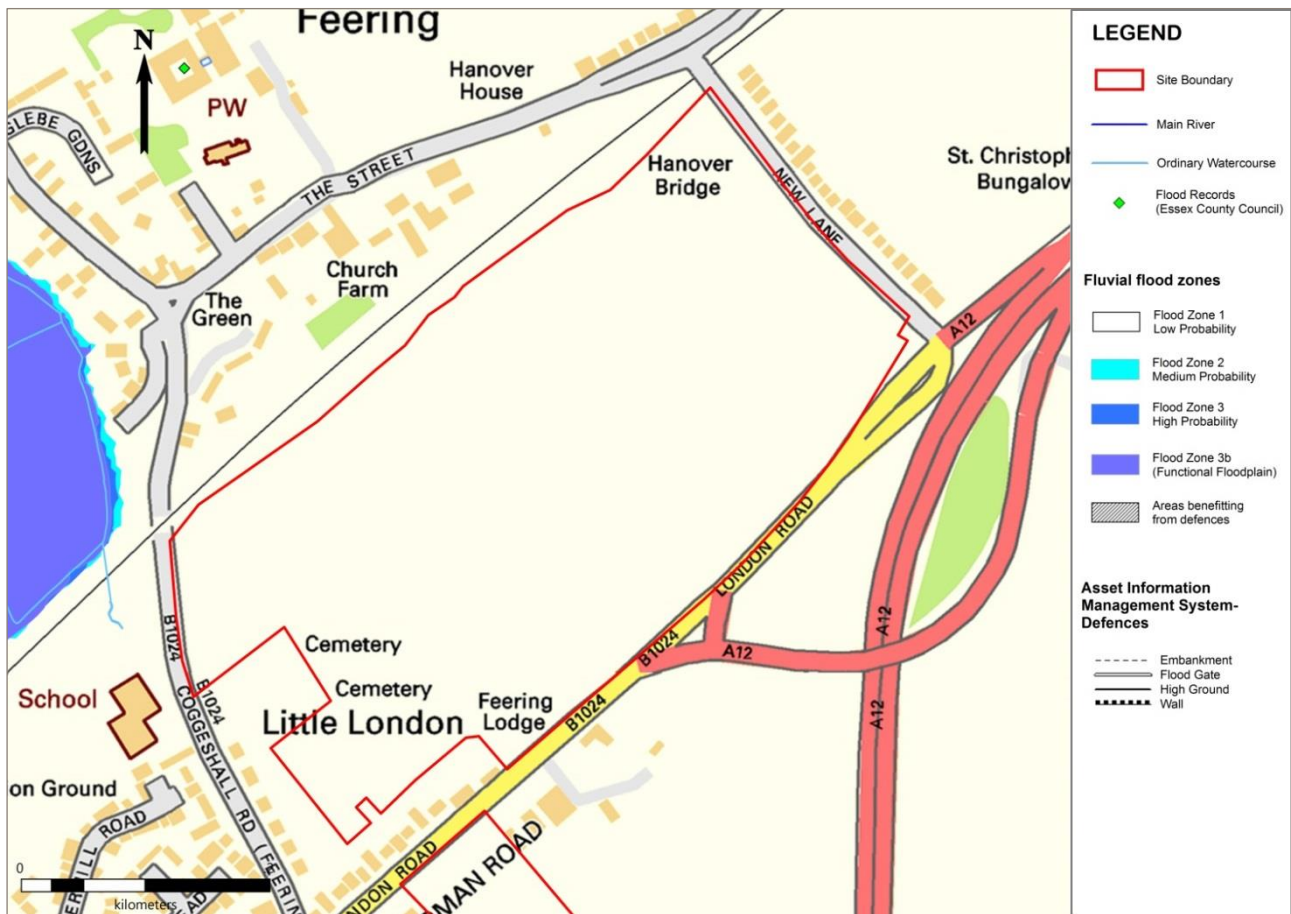 Feering
N
Hanover
House
PW
GLEBE GDNS
THE STREET
Hanover
Bridge
St. Christoph
Bungalov
NEW LANE
Church
Farm
The
Green
A12
LONDON ROAD
B1024
Cemetery
Cemetery
B1024
A12
A12
A12
School
B1024
COGGESHALL RD (FEERIN
Little London
Feering
Lodge
B1024
on Ground
ROAD
NDON ROAD
MAN ROAD
0
kilometers
LEGEND
Site Boundary
Main River
Ordinary Watercourse
Flood Records
(Essex County Council)
Fluvial flood zones
Flood Zone 1
Low Probability
Flood Zone 2
Medium Probability
Flood Zone 3
High Probability
Flood Zone 3b
(Functional Floodplain)
Areas benefitting
from defences
Asset Information
Management System-
Defences
Embankment
Flood Gate
High Ground
Wall